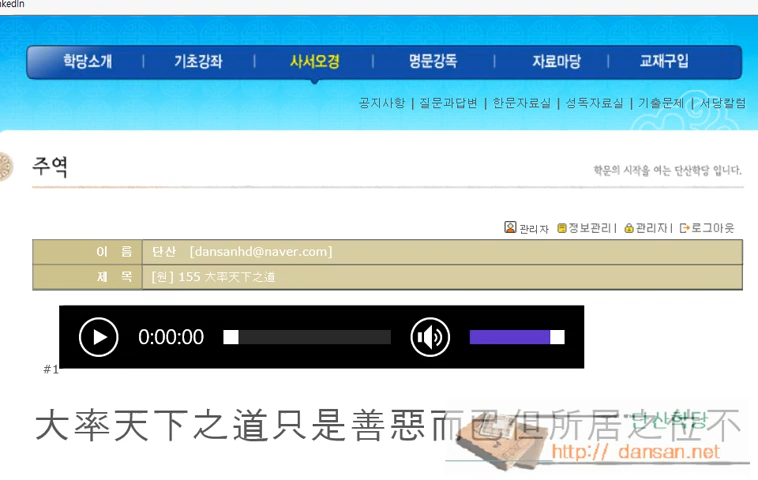 nkedIn
학당소개 | 기초강좌 | 사서오경 | 명문강독 | 자료마당 | 교재구입
공지사항 | 질문과답변 | 한문자료실 | 성독자료실 | 기출문제 | 서당칼럼
주역
학문의 시작을 여는 단산학당 입니다.
관리자 정보관리 | 관리자 | 로그아웃
이 름 단산 [dansanhd@naver.com]
제 목 [원] 155 大率天下之道
0:00:00
#1
大率天下之道只是善惡而已但所居之位不
단산학당
http:// dansan.net